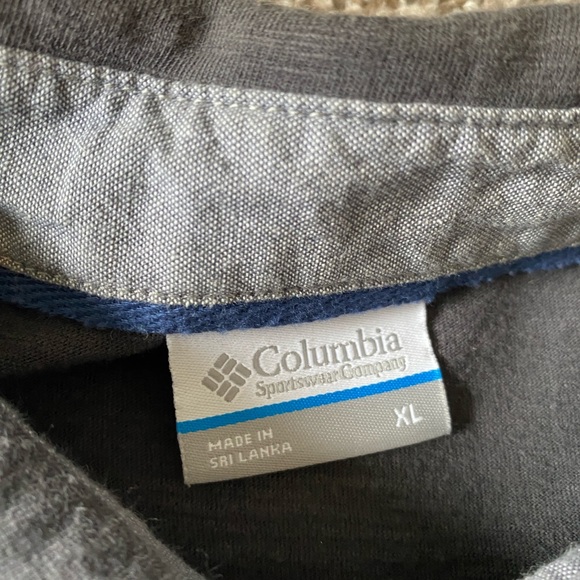 Columbia
Sportswear Company
XL
MADE IN
SRI LANKA